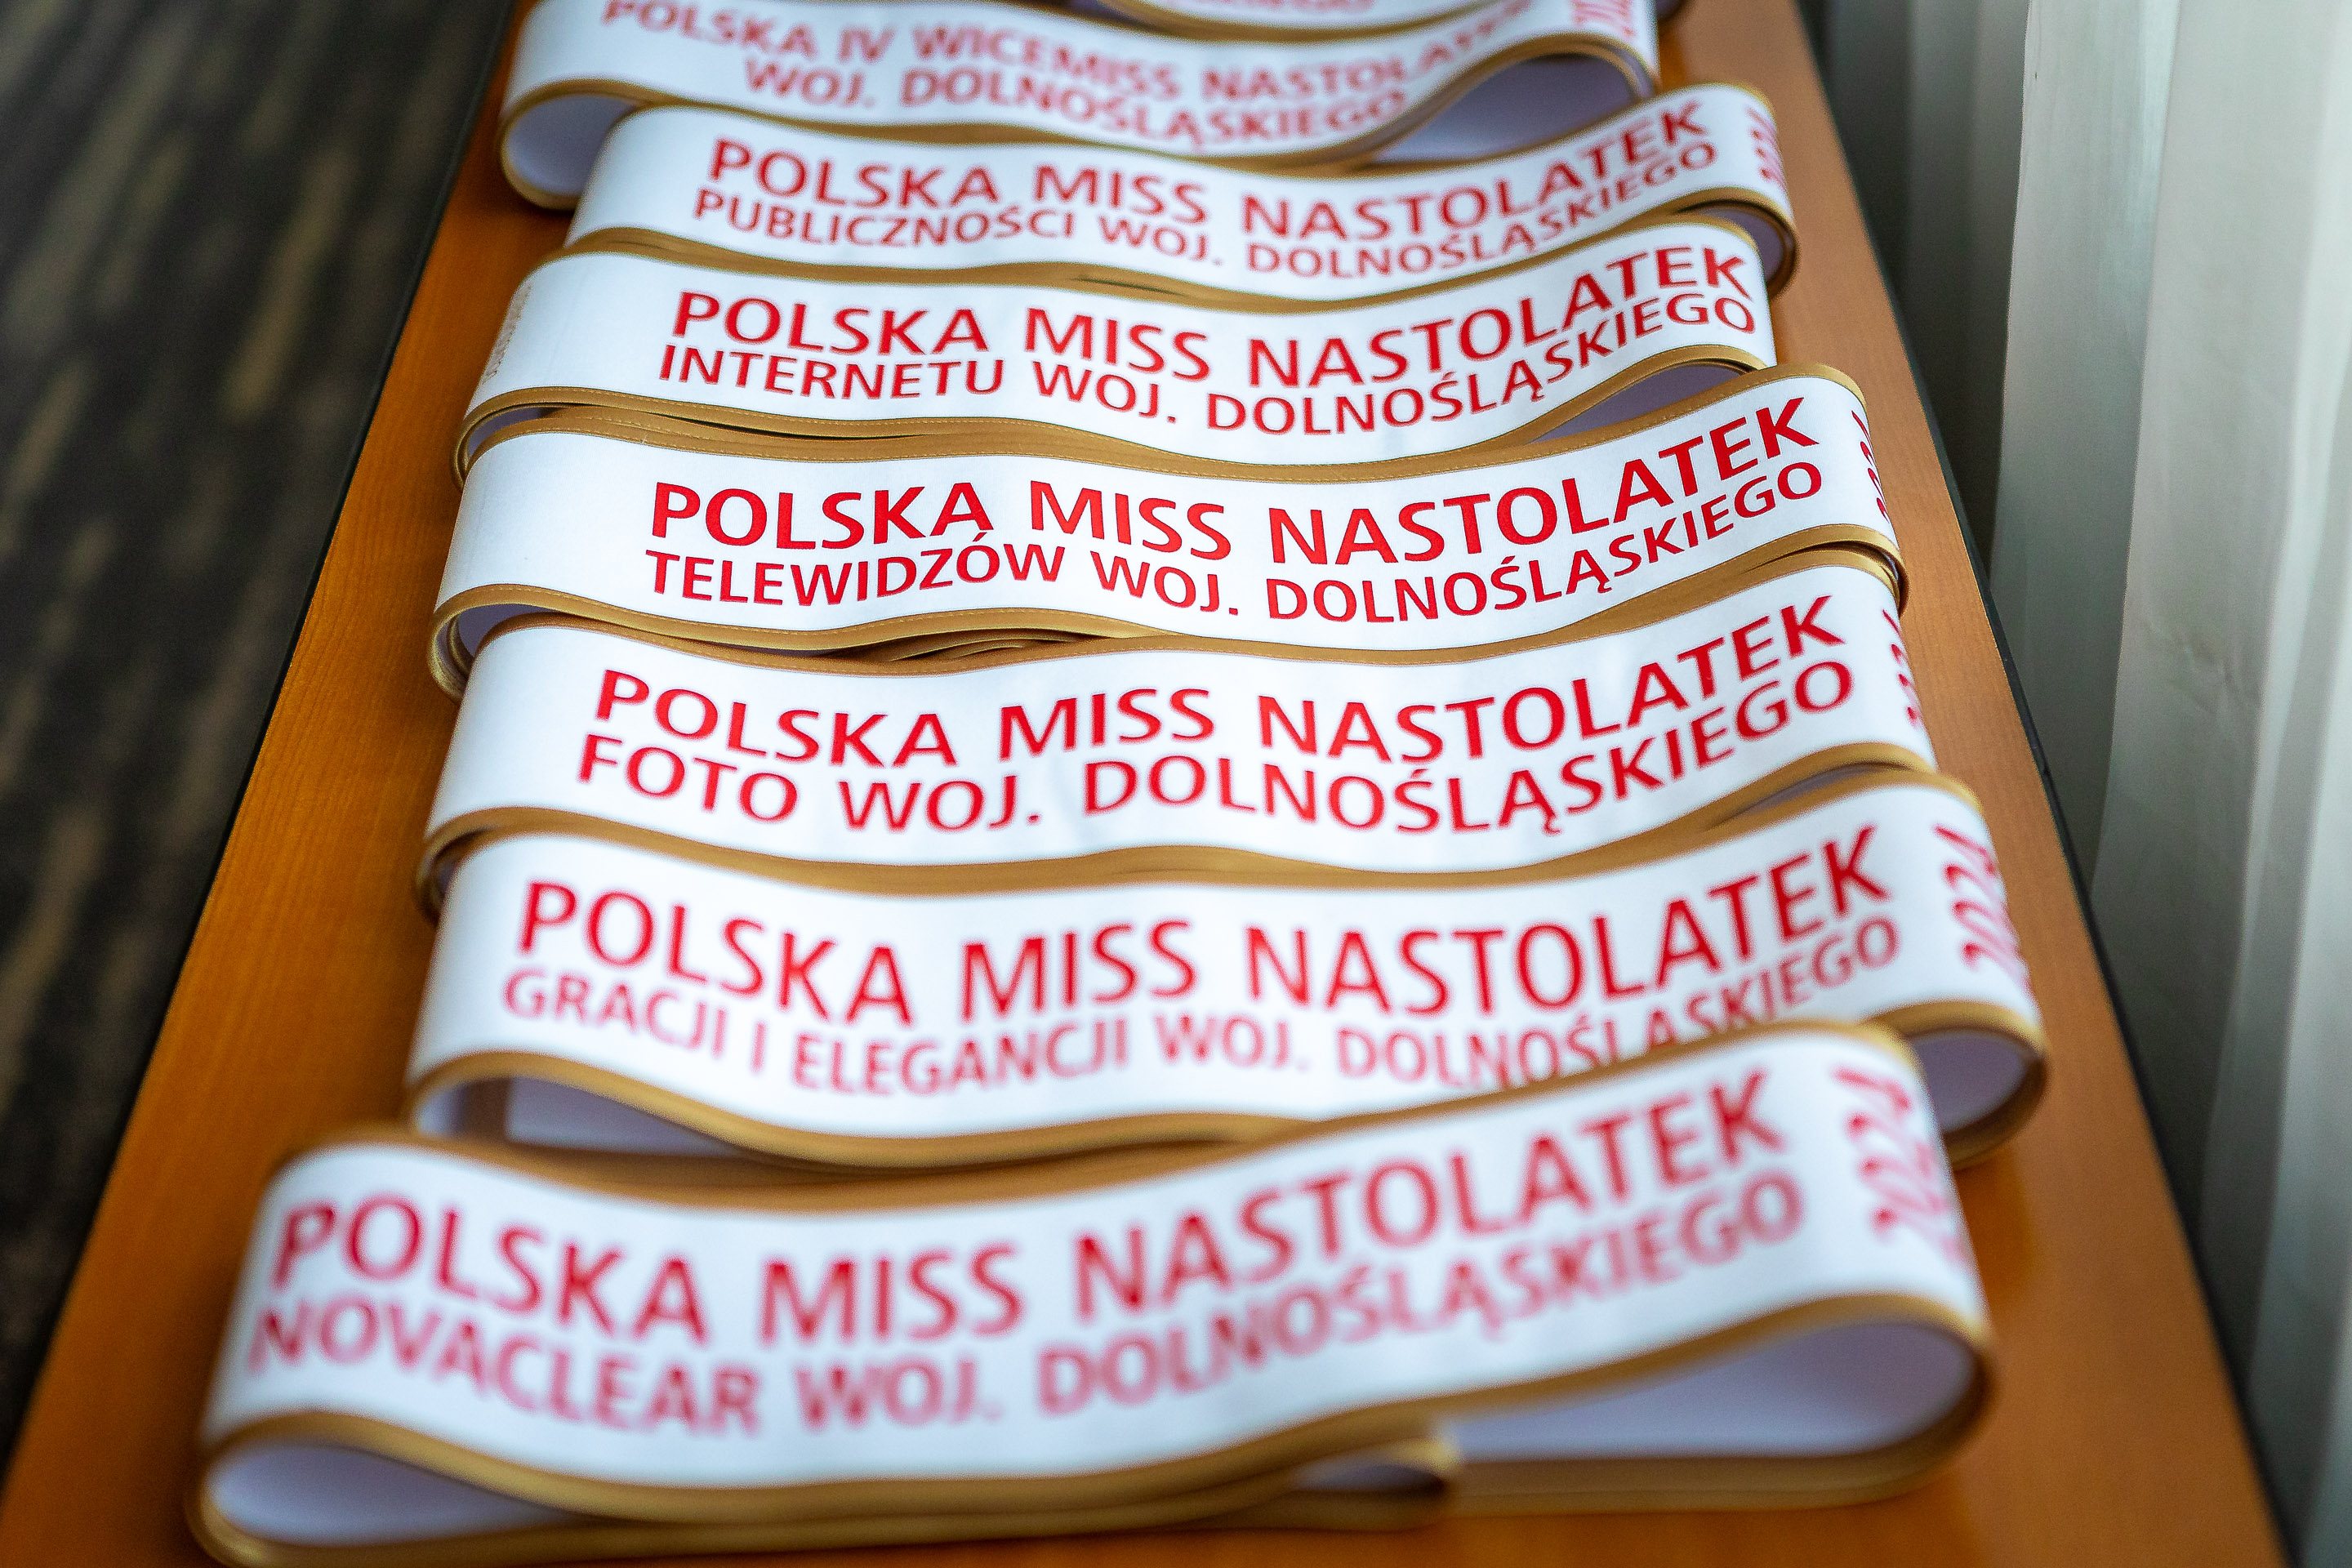 POLSKA IV WICEMISS NASTOLATEK
WOJ. DOLNOŚLĄSKIEGO
POLSKA MISS NASTOLATEK
PUBLICZNOŚCI WOJ. DOLNOŚLĄSKIEGO
POLSKA MISS NASTOLATEK
INTERNETU WOJ. DOLNOŚLĄSKIEGO
POLSKA MISS NASTOLATEK
TELEWIDZÓW WOJ. DOLNOŚLĄSKIEGO
2024
POLSKA MISS NASTOLATEK
FOTO WOJ. DOLNOŚLĄSKIEGO
POLSKA MISS NASTOLATEK
GRACJI I ELEGANCJI WOJ. DOLNOŚLĄSKIEGO
2024
POLSKA MISS NASTOLATEK
NOVACLEAR WOJ. DOLNOŚLĄSKIEGO
2024